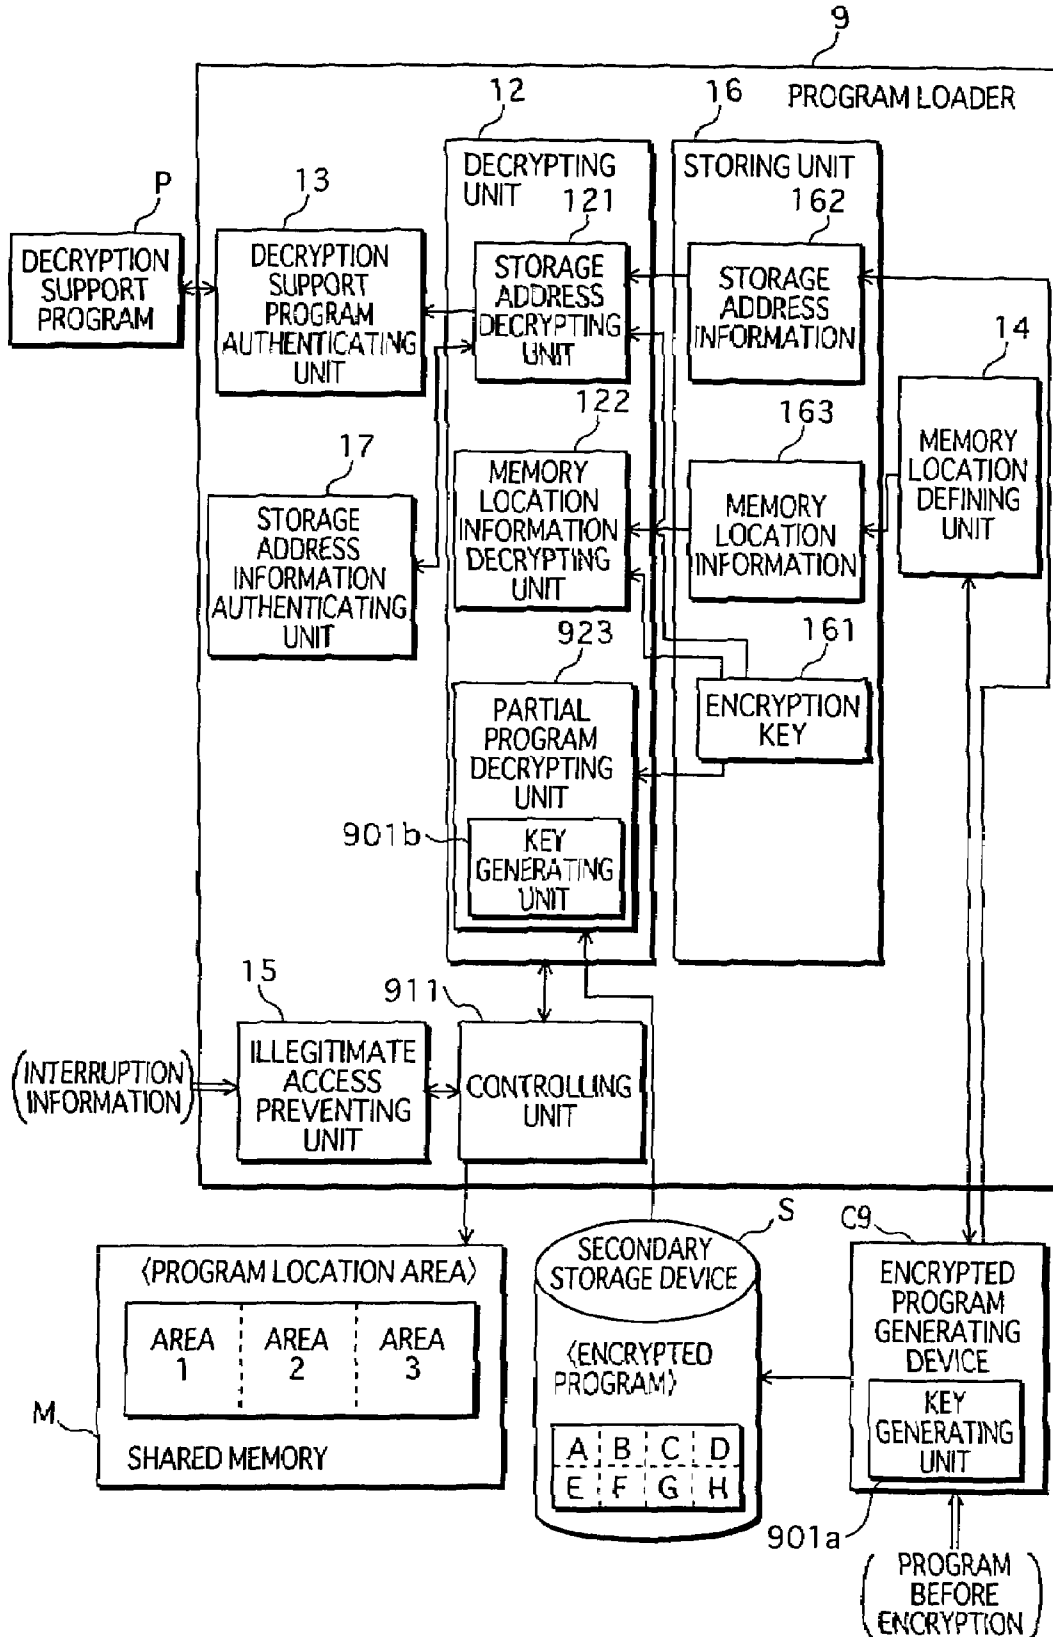 9
PROGRAM LOADER
12
DECRYPTING
UNIT
16
STORING UNIT
P
DECRYPTION
SUPPORT
PROGRAM
13
DECRYPTION
SUPPORT
PROGRAM
AUTHENTICATING
UNIT
121
STORAGE
ADDRESS
DECRYPTING
UNIT
162
STORAGE
ADDRESS
INFORMATION
14
MEMORY
LOCATION
DEFINING
UNIT
17
STORAGE
ADDRESS
INFORMATION
AUTHENTICATING
UNIT
122
MEMORY
LOCATION
INFORMATION
DECRYPTING
UNIT
163
MEMORY
LOCATION
INFORMATION
923
PARTIAL
PROGRAM
DECRYPTING
UNIT
161
ENCRYPTION
KEY
901b
KEY
GENERATING
UNIT
(INTERRUPTION
INFORMATION)
15
ILLEGITIMATE
ACCESS
PREVENTING
UNIT
911
CONTROLLING
UNIT
〈PROGRAM LOCATION AREA〉
AREA
1
AREA
2
AREA
3
M
SHARED MEMORY
S
SECONDARY
STORAGE DEVICE
〈ENCRYPTED
PROGRAM〉
A B C D
E F G H
C9
ENCRYPTED
PROGRAM
GENERATING
DEVICE
KEY
GENERATING
UNIT
901a
(PROGRAM
BEFORE
ENCRYPTION)